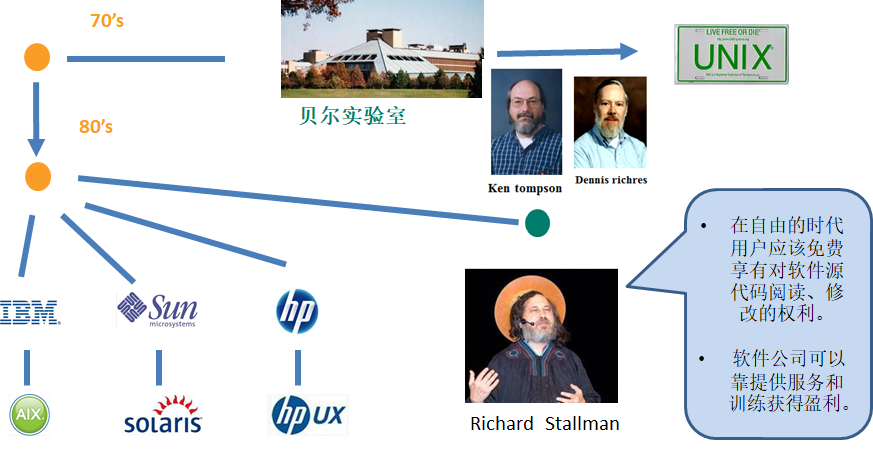 70's
LIVE FREE OR DIE
UNIX
贝尔实验室
80's
Ken tompson
Dennis richres
• 在自由的时代
用户应该免费
享有对软件源
代码阅读、修
改的权利。
• 软件公司可以
靠提供服务和
训练获得盈利。
IBM
Sun
microsystems
hp
AIX
solaris
hp UX
Richard Stallman